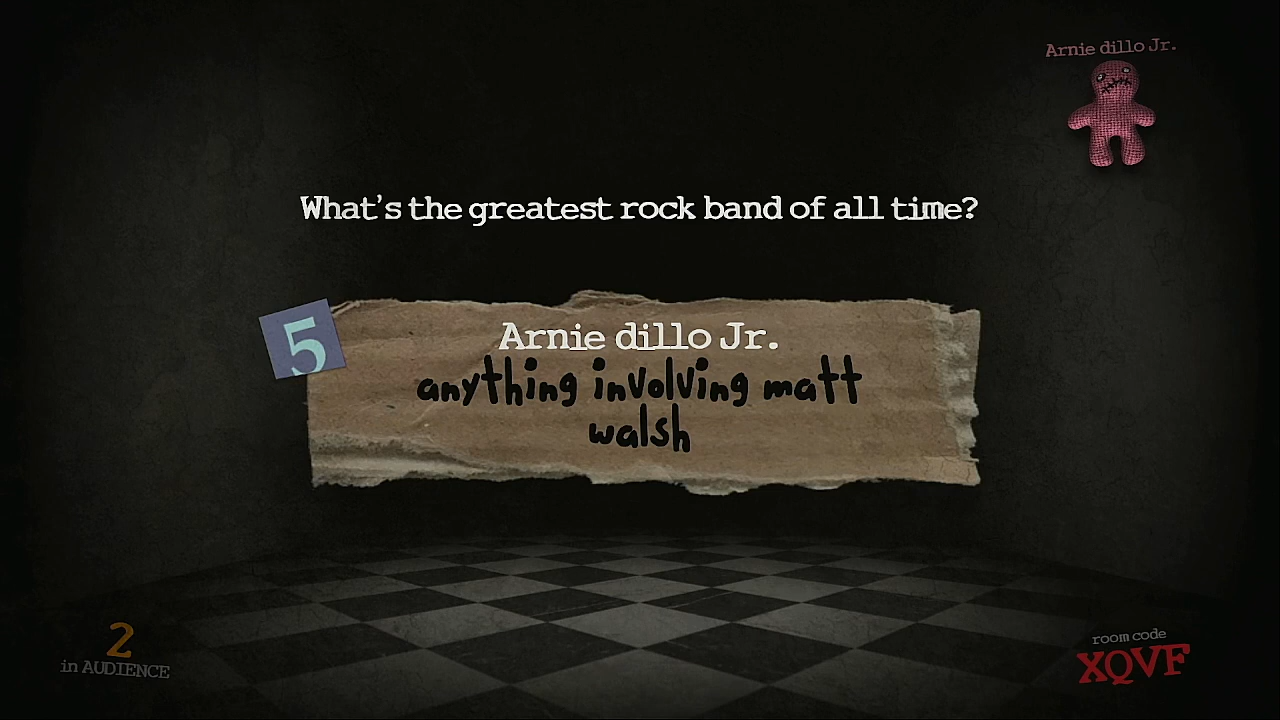 Arnie dillo Jr.
What's the greatest rock band of all time?
5
Arnie dillo Jr.
anything involving matt
walsh
2
in AUDIENCE
room code
XQVF